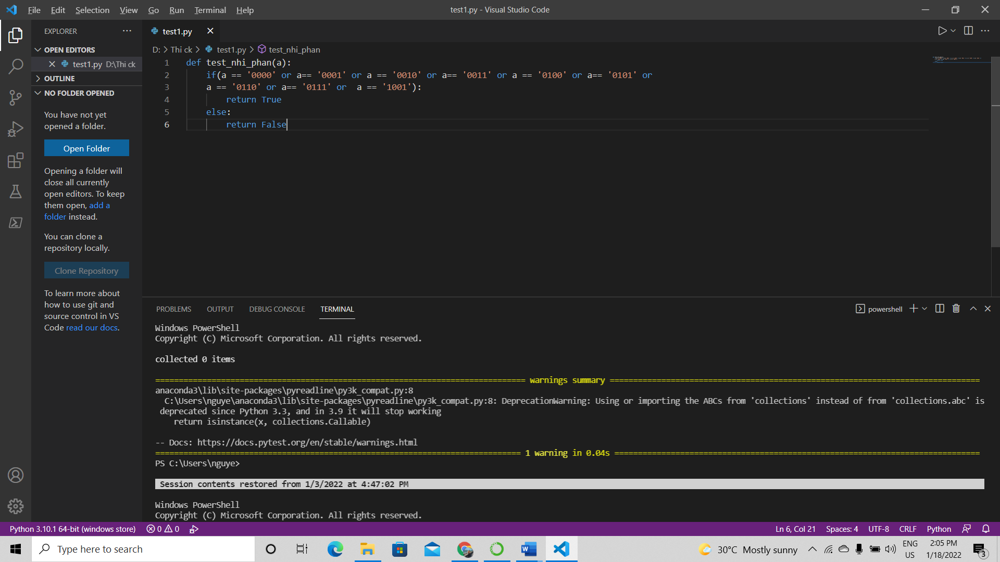 File Edit Selection View Go Run Terminal Help
test1.py - Visual Studio Code
EXPLORER
OPEN EDITORS
test1.py D:\Thi ck
OUTLINE
NO FOLDER OPENED
You have not yet
opened a folder.
Open Folder
Opening a folder will
close all currently
open editors. To keep
them open, add a
folder instead.
You can clone a
repository locally.
Clone Repository
To learn more about
how to use git and
source control in VS
Code read our docs.
test1.py
D: > Thi ck > test1.py > test_nhi_phan
1 def test_nhi_phan(a):
2 if(a == '0000' or a== '0001' or a == '0010' or a== '0011' or a == '0100' or a== '0101' or
3 a == '0110' or a== '0111' or  a == '1001'):
4 return True
5 else:
6 return False
PROBLEMS OUTPUT DEBUG CONSOLE TERMINAL
powershell
Windows PowerShell
Copyright (C) Microsoft Corporation. All rights reserved.
collected 0 items
warnings summary
anaconda3\lib\site-packages\pyreadline\py3k_compat.py:8
C:\Users\nguye\anaconda3\lib\site-packages\pyreadline\py3k_compat.py:8: DeprecationWarning: Using or importing the ABCs from 'collections' instead of from 'collections.abc' is
deprecated since Python 3.3, and in 3.9 it will stop working
return isinstance(x, collections.Callable)
-- Docs: https://docs.pytest.org/en/stable/warnings.html
1 warning in 0.04s
PS C:\Users\nguye>
Session contents restored from 1/3/2022 at 4:47:02 PM
Windows PowerShell
Copyright (C) Microsoft Corporation. All rights reserved.
Python 3.10.1 64-bit (windows store) 0 0
Ln 6, Col 21 Spaces: 4 UTF-8 CRLF Python
Type here to search
30°C Mostly sunny
ENG
US
2:05 PM
1/18/2022
3